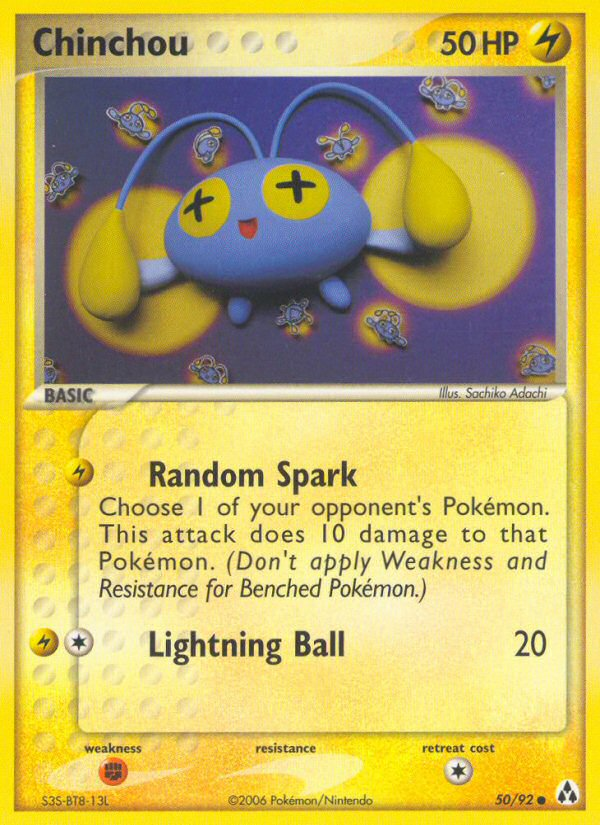 Chinchou 50 HP
BASIC
Illus. Sachiko Adachi
Random Spark
Choose 1 of your opponent's Pokémon.
This attack does 10 damage to that
Pokémon. (Don't apply Weakness and
Resistance for Benched Pokémon.)
Lightning Ball 20
weakness resistance retreat cost
S3S-BT8-13L ©2006 Pokémon/Nintendo 50/92